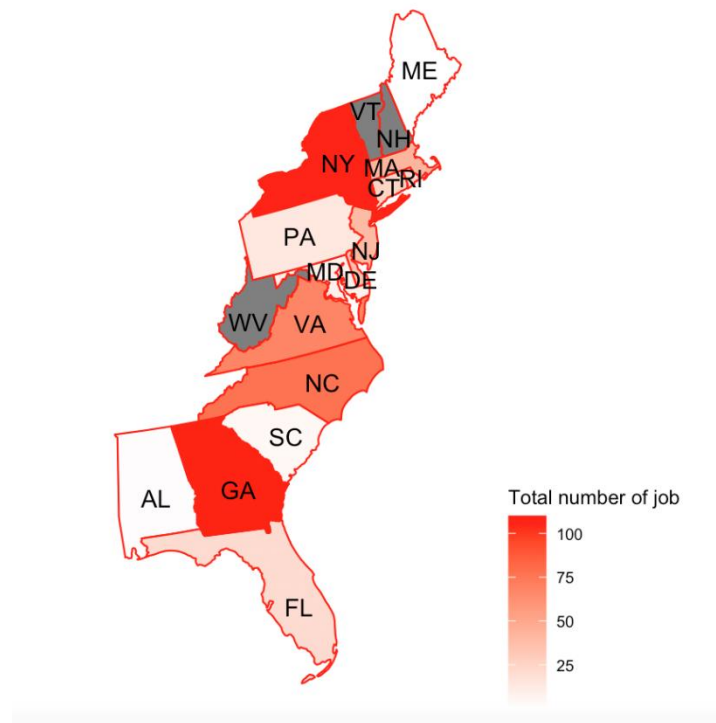 ME
VT
NH
NY
MA
RI
CT
PA
NJ
MD
DE
WV
VA
NC
SC
AL
GA
FL
Total number of job
100
75
50
25